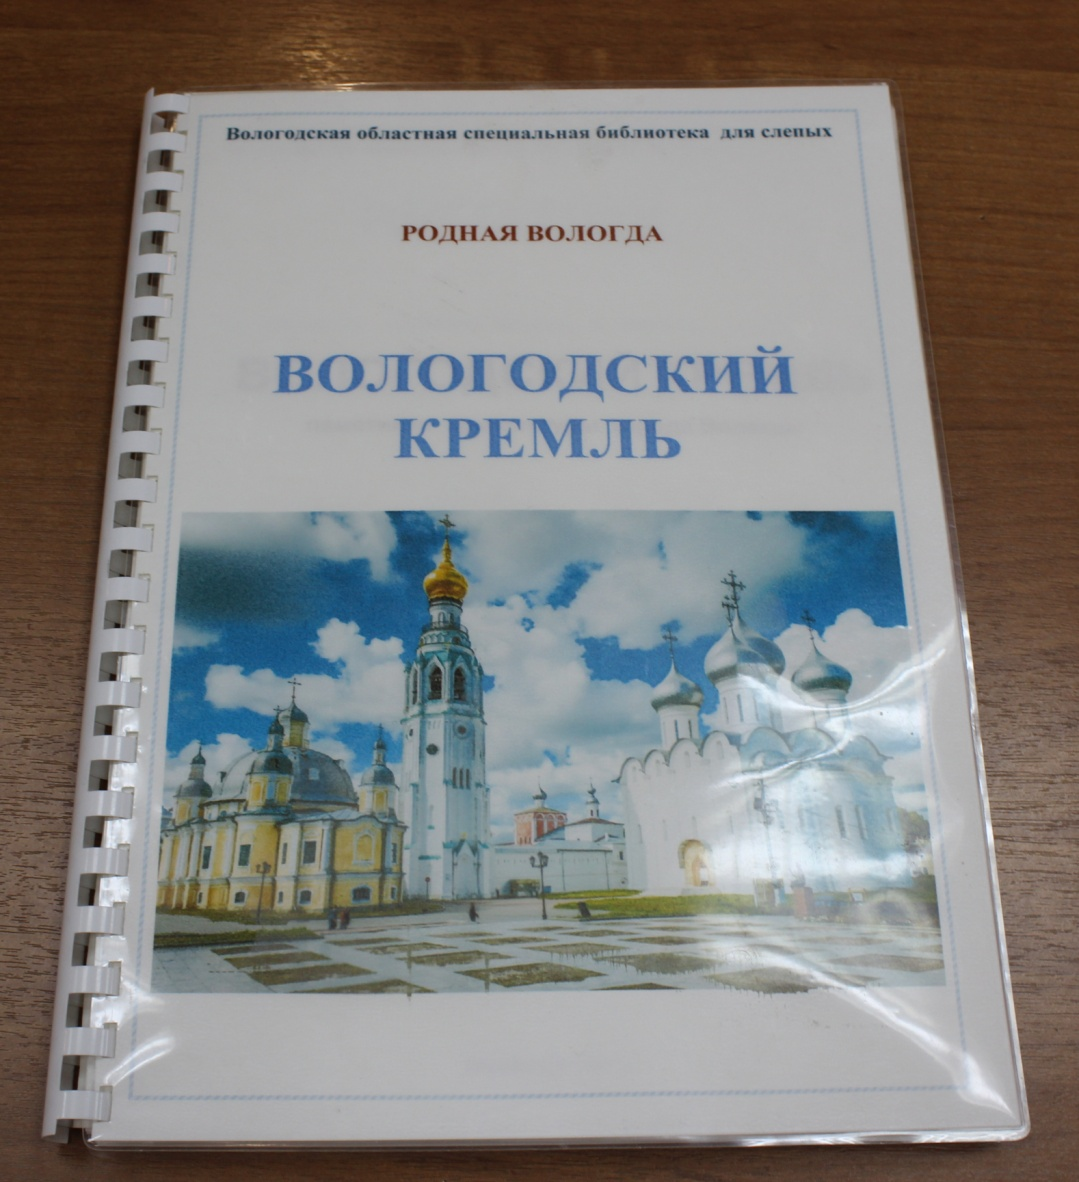 Вологодская областная специальная библиотека для слепых
РОДНАЯ ВОЛОГДА
ВОЛОГОДСКИЙ
КРЕМЛЬ